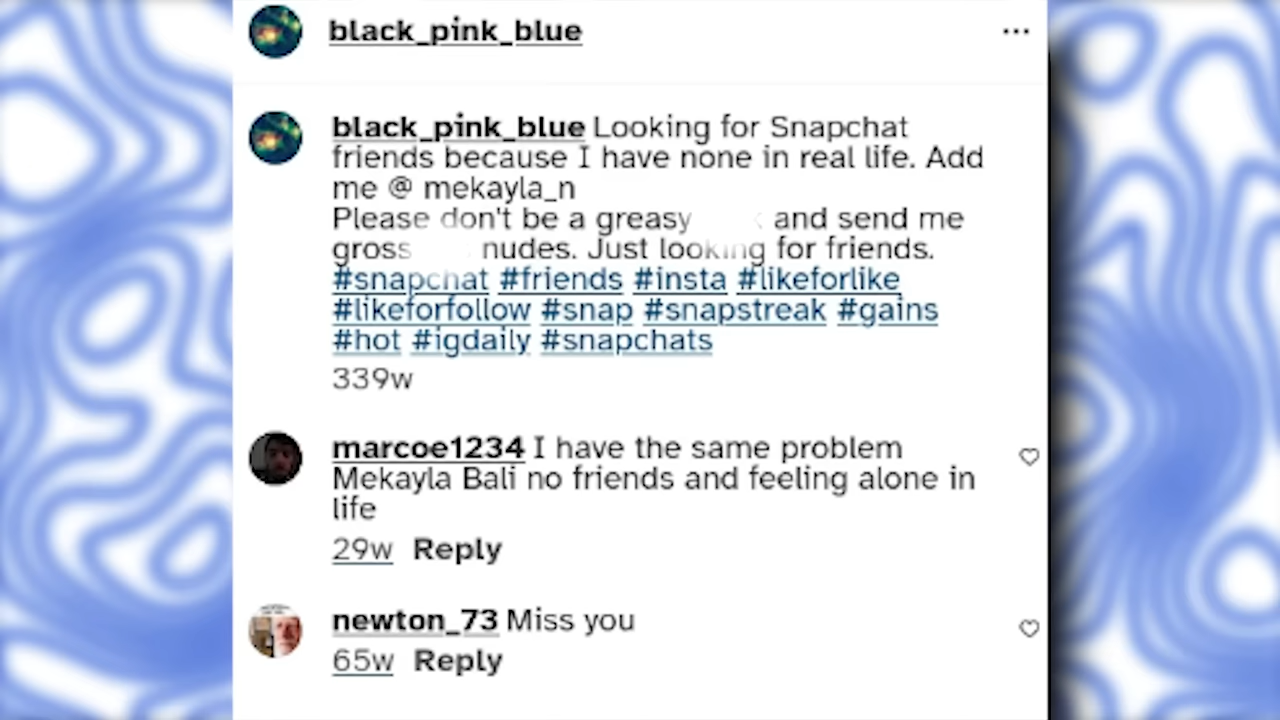 black_pink_blue
black_pink_blue Looking for Snapchat
friends because I have none in real life. Add
me @ mekayla_n
Please don't be a greasy and send me
gross nudes. Just looking for friends.
#snapchat #friends #insta #likeforlike
#likeforfollow #snap #snapstreak #gains
#hot #igdaily #snapchats
339w
marcoe1234 I have the same problem
Mekayla Bali no friends and feeling alone in
life
29w Reply
newton_73 Miss you
65w Reply